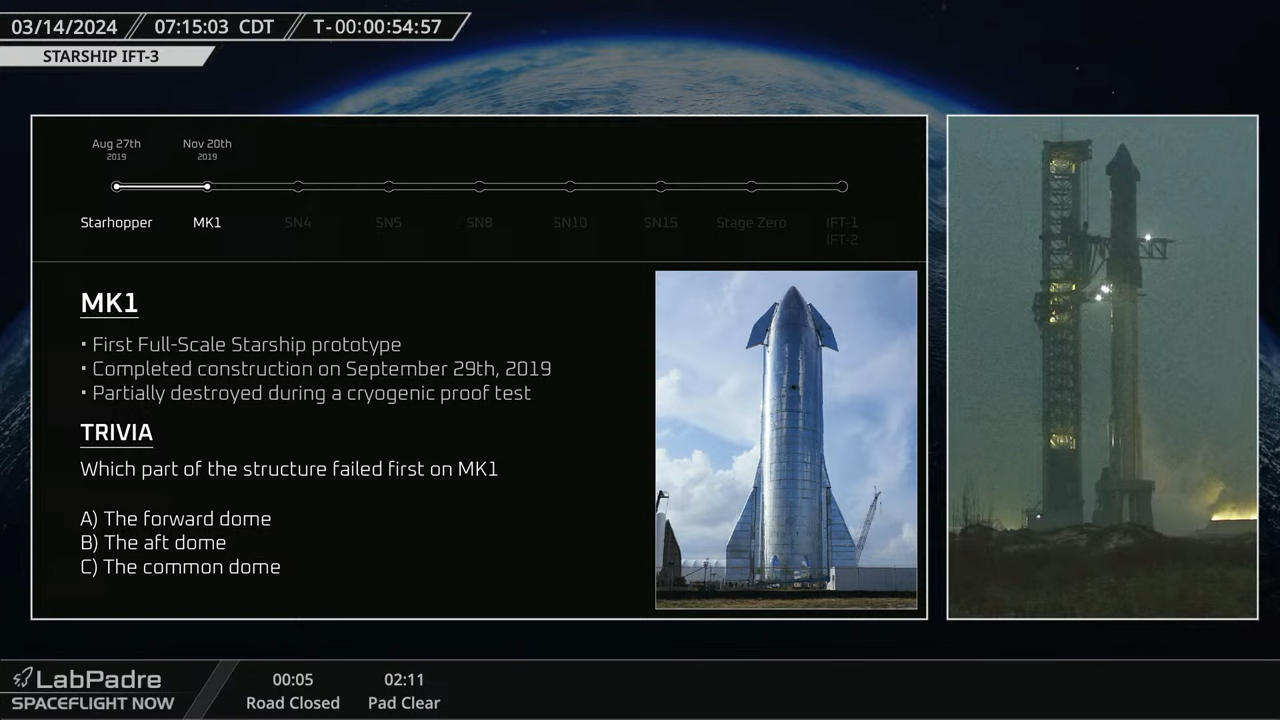 03/14/2024 07:15:03 CDT T-00:00:54:57
STARSHIP IFT-3
Aug 27th Nov 20th
2019 2019
Starhopper MK1 SN4 SN5 SN8 SN10 SN15 Stage Zero IFT-1
IFT-2
MK1
· First Full-Scale Starship prototype
· Completed construction on September 29th, 2019
· Partially destroyed during a cryogenic proof test
TRIVIA
Which part of the structure failed first on MK1
A) The forward dome
B) The aft dome
C) The common dome
LabPadre
SPACEFLIGHT NOW
00:05 02:11
Road Closed Pad Clear